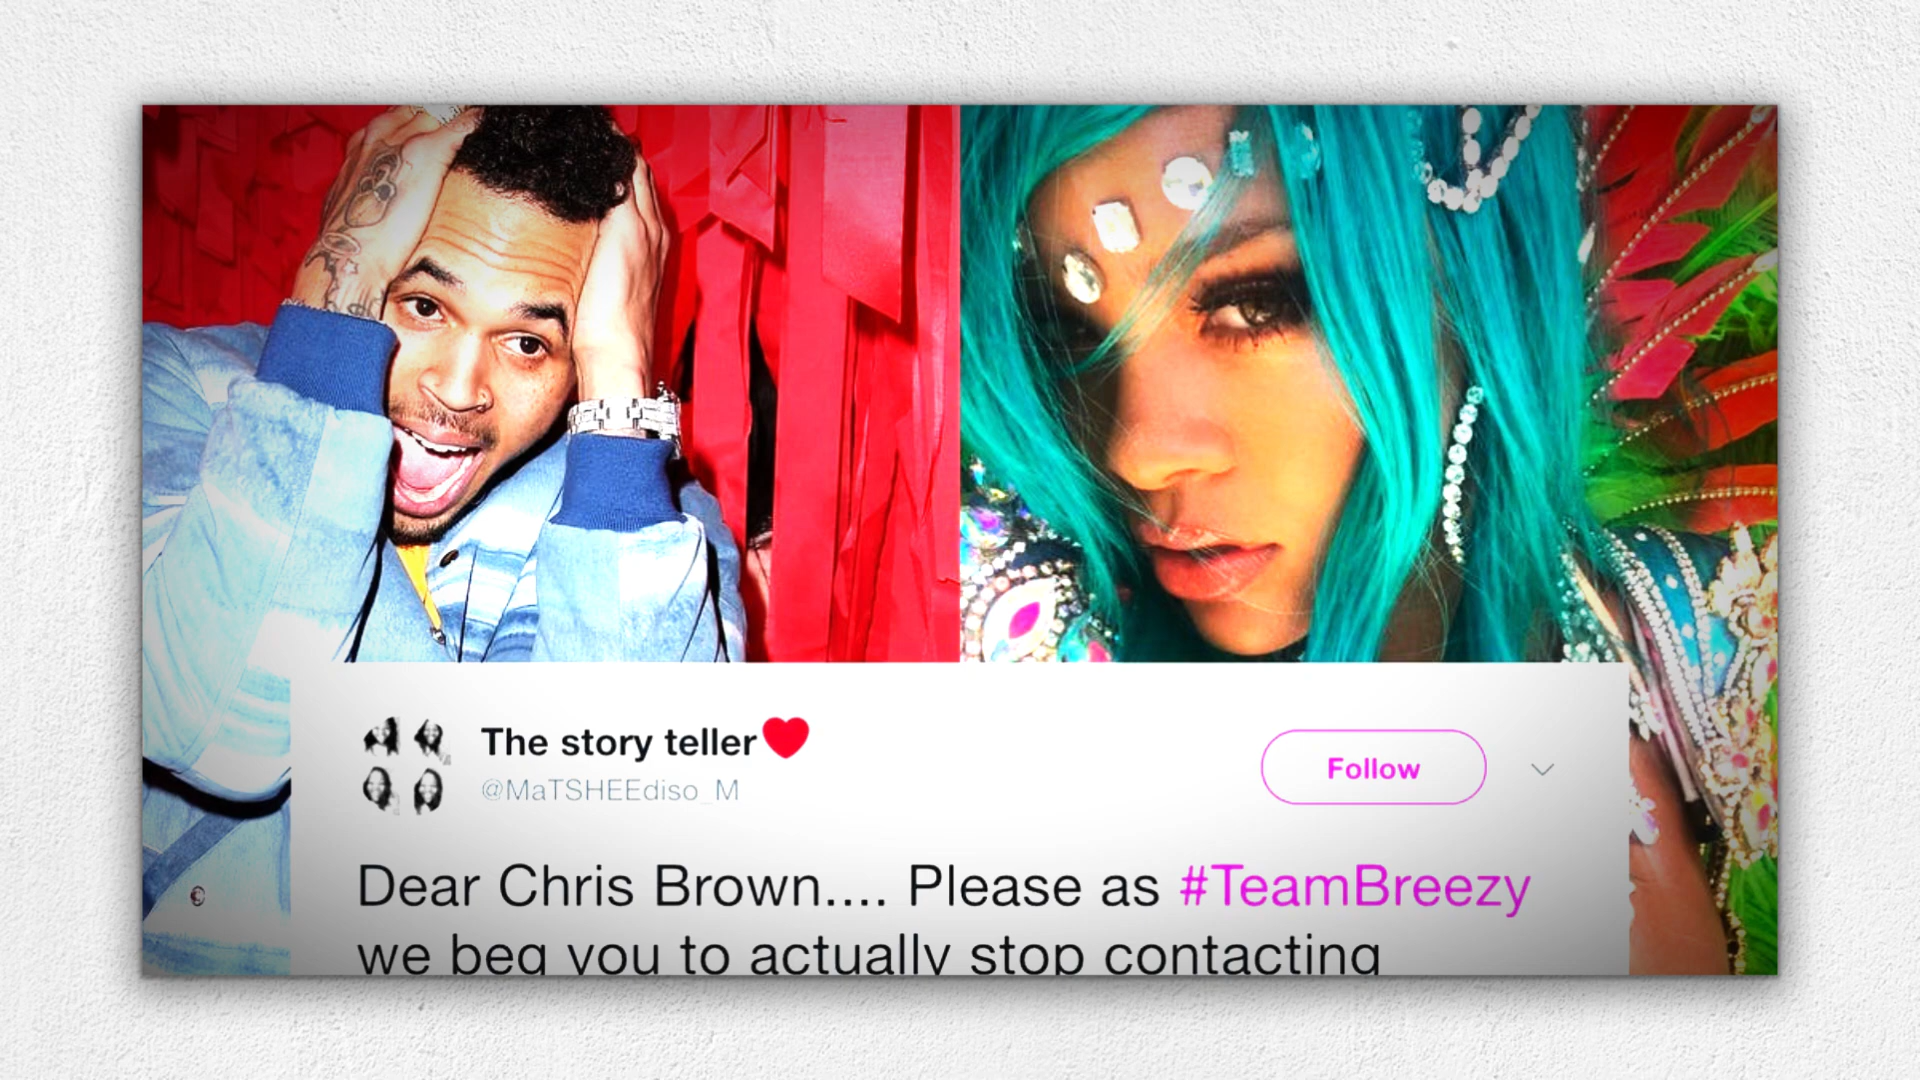 The story teller❤
@MaTSHEEdiso_M
Follow
Dear Chris Brown.... Please as #TeamBreezy
we beg you to actually stop contacting